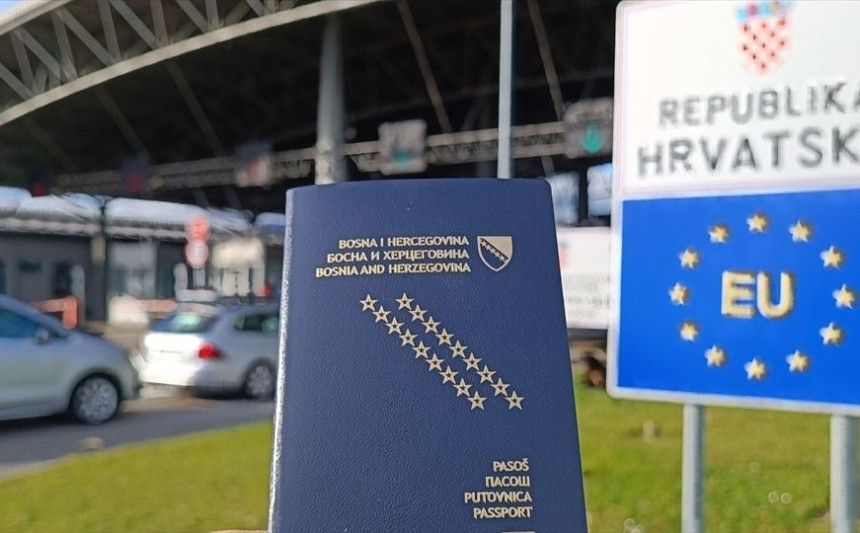 BOSNA I HERCEGOVINA
БОСНА И ХЕРЦЕГОВИНА
BOSNIA AND HERZEGOVINA
PASOŠ
ПАСОШ
PUTOVNICA
PASSPORT
REPUBLIKA
HRVATSK
EU